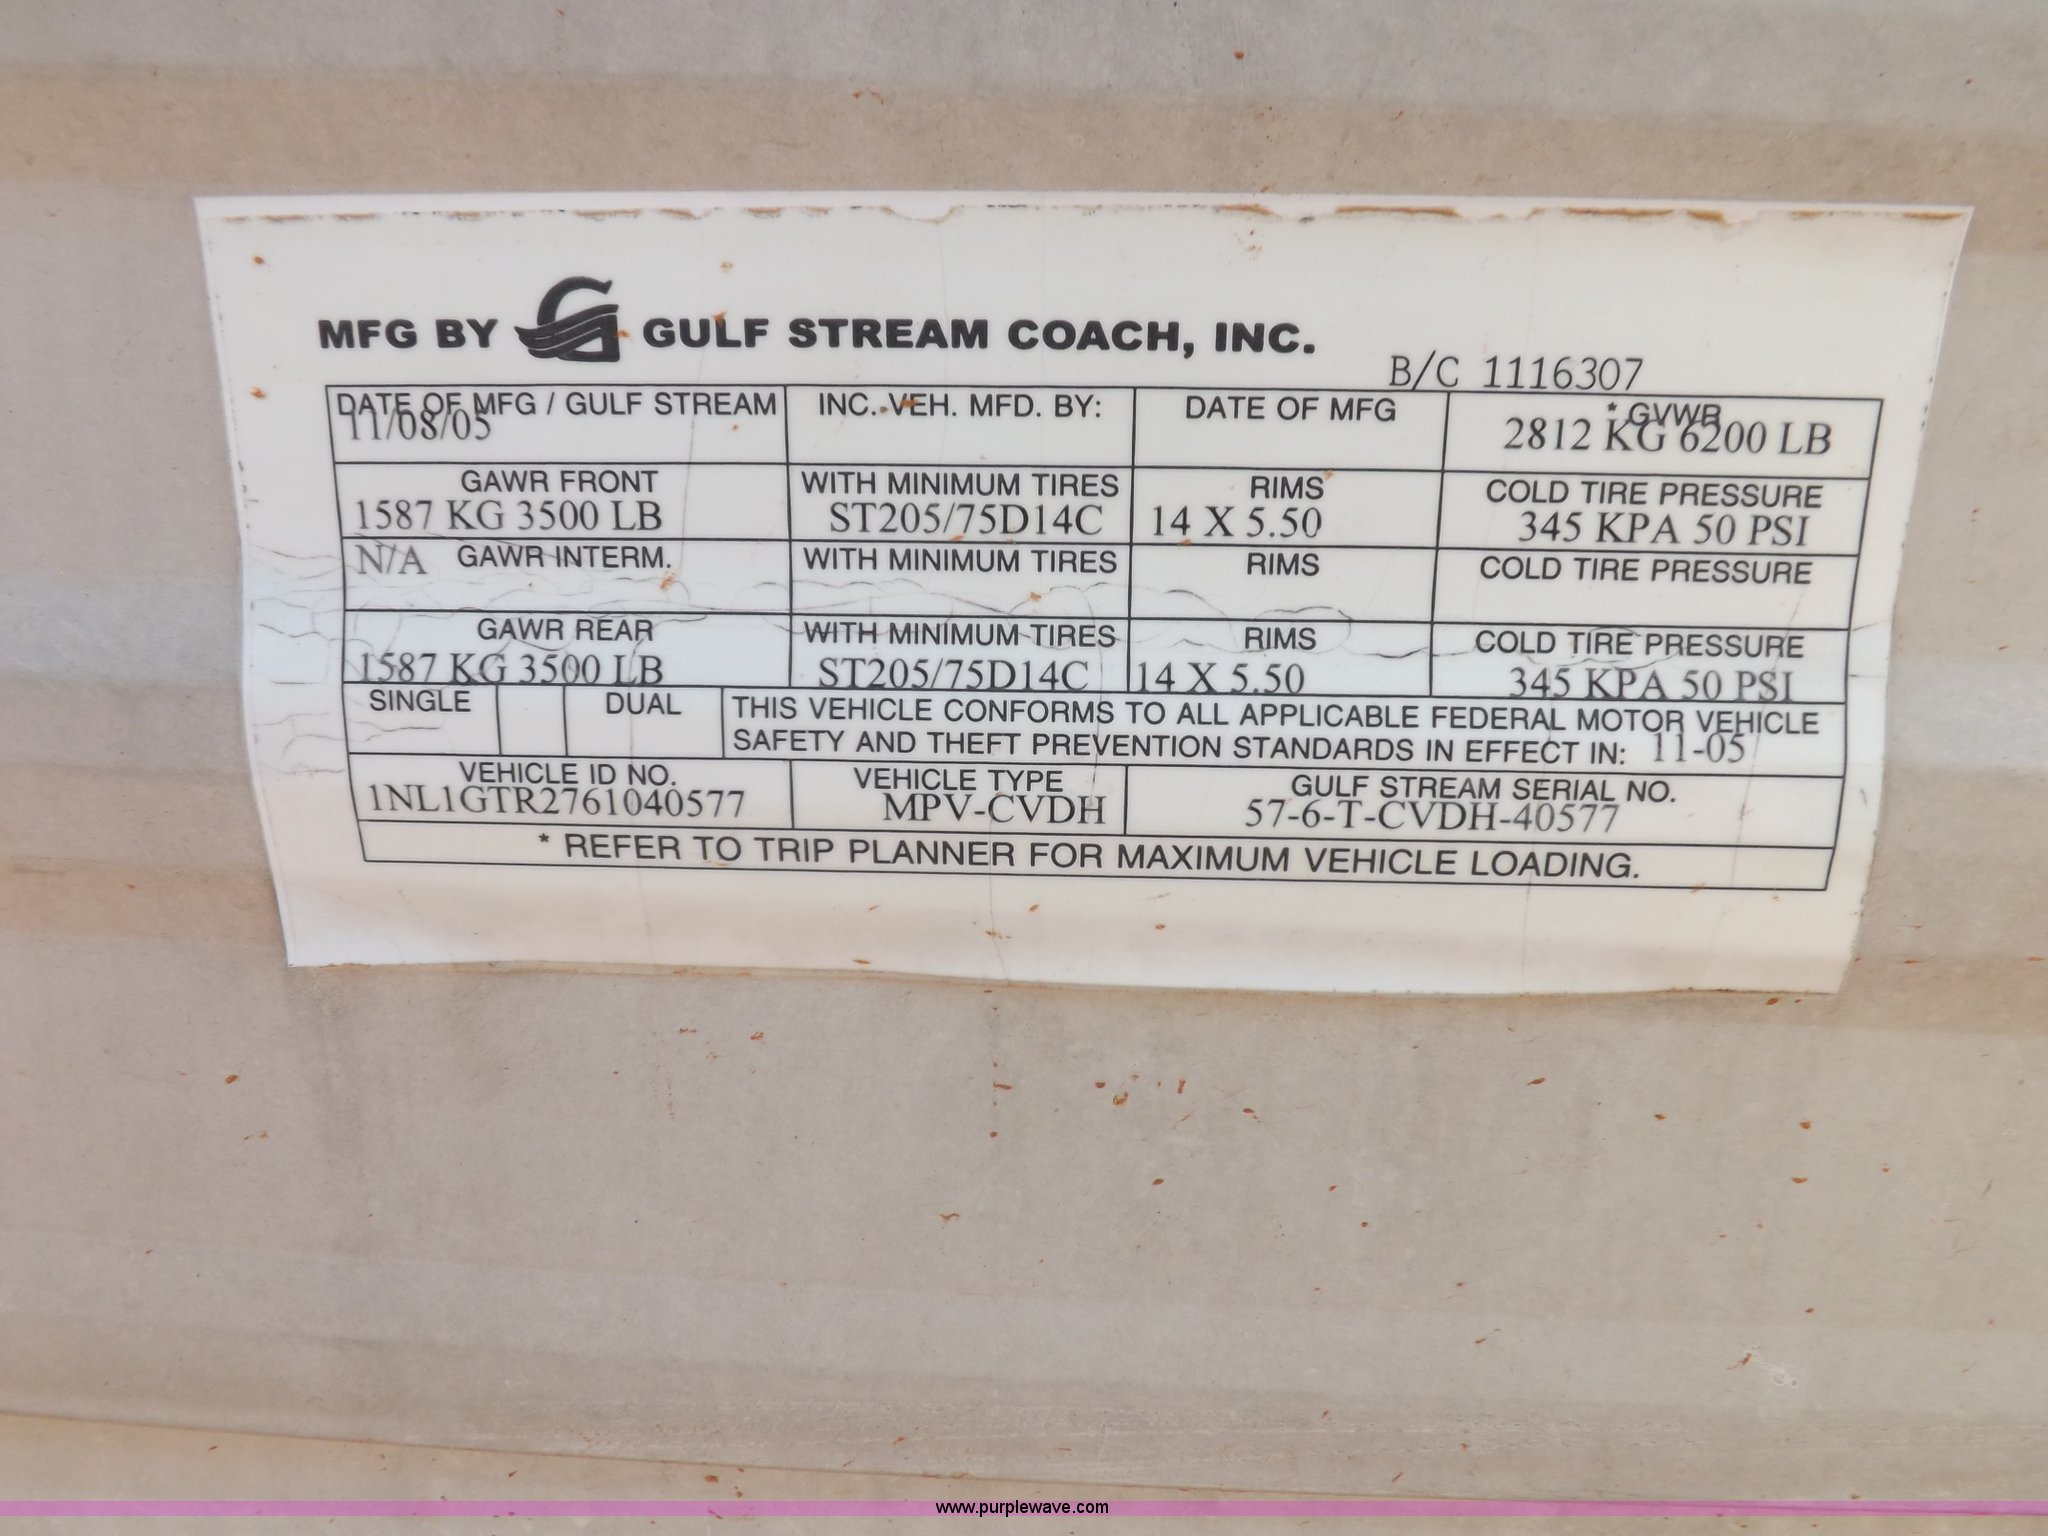 MFG BY GULF STREAM COACH, INC.
B/C 1116307
DATE OF MFG / GULF STREAM INC. VEH. MFD. BY: DATE OF MFG * GVWR
11/08/05 2812 KG 6200 LB
GAWR FRONT WITH MINIMUM TIRES RIMS COLD TIRE PRESSURE
1587 KG 3500 LB ST205/75D14C 14 X 5.50 345 KPA 50 PSI
N/A GAWR INTERM. WITH MINIMUM TIRES RIMS COLD TIRE PRESSURE
GAWR REAR WITH MINIMUM TIRES RIMS COLD TIRE PRESSURE
1587 KG 3500 LB ST205/75D14C 14 X 5.50 345 KPA 50 PSI
SINGLE DUAL THIS VEHICLE CONFORMS TO ALL APPLICABLE FEDERAL MOTOR VEHICLE
SAFETY AND THEFT PREVENTION STANDARDS IN EFFECT IN: 11-05
VEHICLE ID NO. VEHICLE TYPE GULF STREAM SERIAL NO.
1NL1GTR2761040577 MPV-CVDH 57-6-T-CVDH-40577
* REFER TO TRIP PLANNER FOR MAXIMUM VEHICLE LOADING.
www.purplewave.com